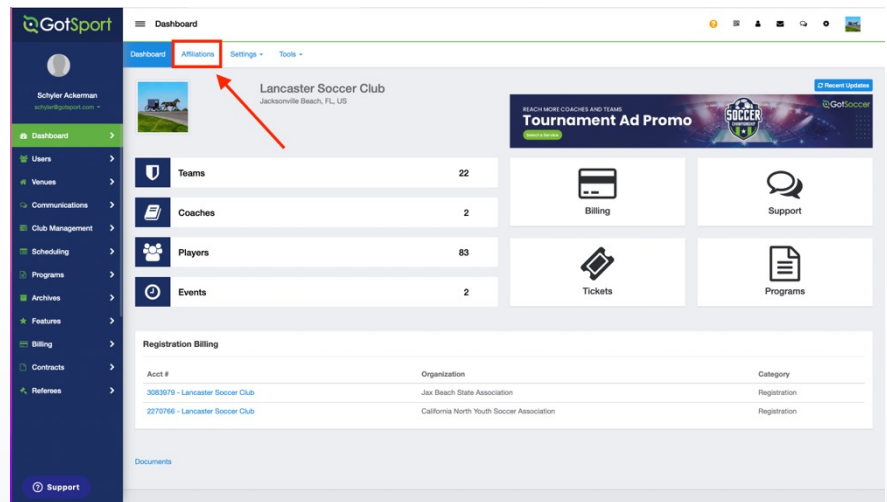 GotSport
Dashboard
Schyler Ackerman
schyler@gotsport.com
Dashboard
Users
Venues
Communications
Club Management
Scheduling
Programs
Archives
Features
Billing
Contracts
Referees
Support
Dashboard Affiliations Settings Tools
Lancaster Soccer Club
Jacksonville Beach, FL, US
Recent Updates
REACH MORE COACHES AND TEAMS
Tournament Ad Promo
Select a Service
SOCCER
CHAMPIONSHIP
GotSoccer
Teams 22
Coaches 2
Players 83
Events 2
Billing
Support
Tickets
Programs
Registration Billing
Acct # Organization Category
3083979 - Lancaster Soccer Club Jax Beach State Association Registration
2270766 - Lancaster Soccer Club California North Youth Soccer Association Registration
Documents